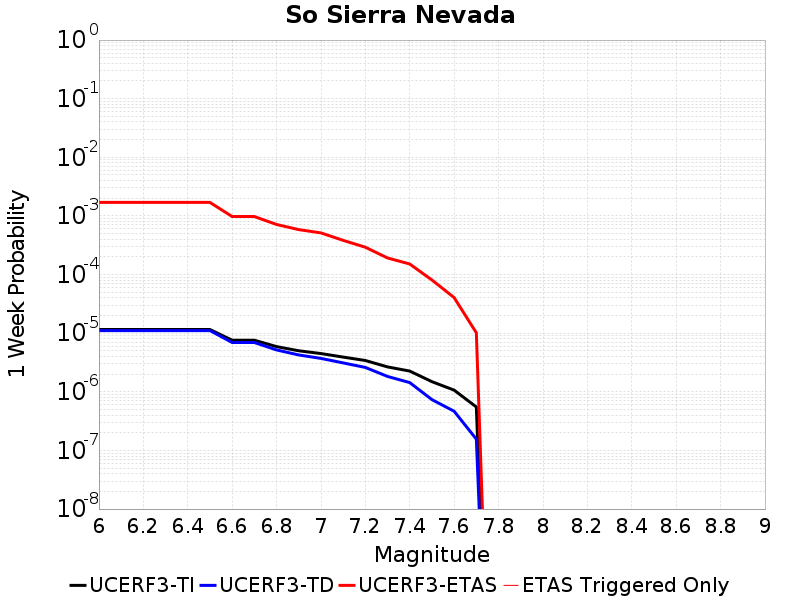 So Sierra Nevada
10^0
10^-1
10^-2
10^-3
10^-4
10^-5
10^-6
10^-7
10^-8
1 Week Probability
6 6.2 6.4 6.6 6.8 7 7.2 7.4 7.6 7.8 8 8.2 8.4 8.6 8.8 9
Magnitude
UCERF3-TI UCERF3-TD UCERF3-ETAS ETAS Triggered Only